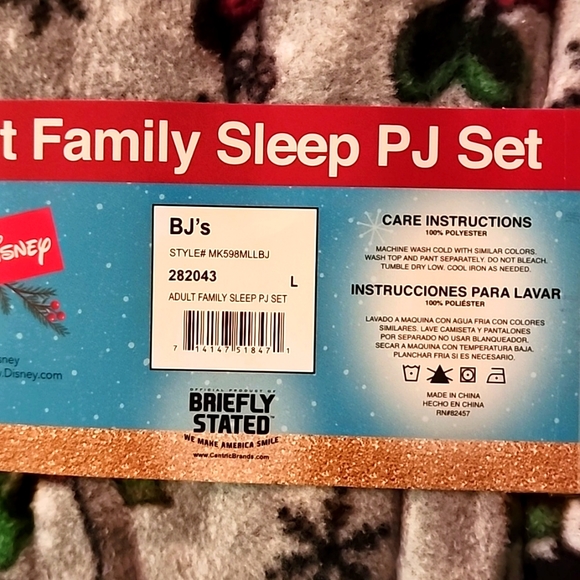 t Family Sleep PJ Set
Disney
BJ's
STYLE# MK598MLLBJ
282043
L
ADULT FAMILY SLEEP PJ SET
7 14147 51847 1
sney
w.Disney.com
OFFICIAL PRODUCT OF
BRIEFLY
STATED
WE MAKE AMERICA SMILE
www.CentricBrands.com
CARE INSTRUCTIONS
100% POLYESTER
MACHINE WASH COLD WITH SIMILAR COLORS.
WASH TOP AND PANT SEPARATELY. DO NOT BLEACH.
TUMBLE DRY LOW. COOL IRON AS NEEDED.
INSTRUCCIONES PARA LAVAR
100% POLIÉSTER
LAVADO A MAQUINA CON AGUA FRIA CON COLORES
SIMILARES. LAVE CAMISETA Y PANTALONES
POR SEPARADO NO USAR BLANQUEADOR.
SECAR A MAQUINA CON TEMPERATURA BAJA.
PLANCHAR FRIA SI ES NECESARIO.
MADE IN CHINA
HECHO EN CHINA
RN#82457